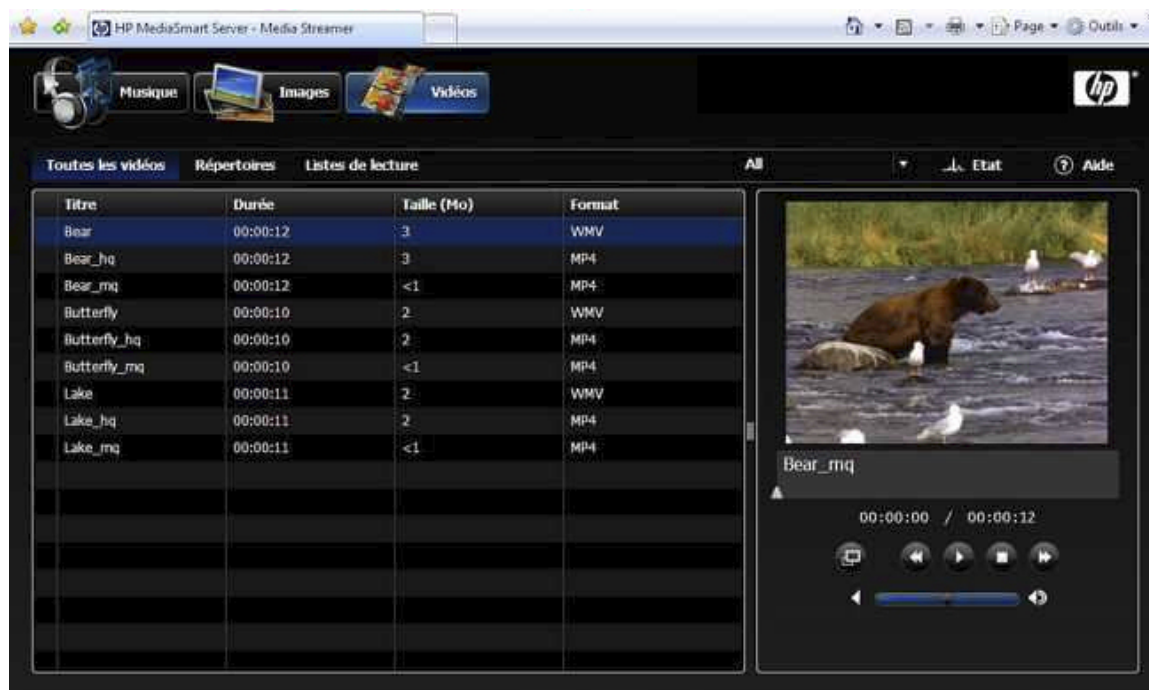 HP MediaSmart Server - Media Streamer
Page Outils
Musique Images Vidéos
hp
Toutes les vidéos Répertoires Listes de lecture All Etat ? Aide
Titre Durée Taille (Mo) Format
Bear 00:00:12 3 WMV
Bear_hq 00:00:12 3 MP4
Bear_mq 00:00:12 <1 MP4
Butterfly 00:00:10 2 WMV
Butterfly_hq 00:00:10 2 MP4
Butterfly_mq 00:00:10 <1 MP4
Lake 00:00:11 2 WMV
Lake_hq 00:00:11 2 MP4
Lake_mq 00:00:11 <1 MP4
Bear_mq
00:00:00 / 00:00:12